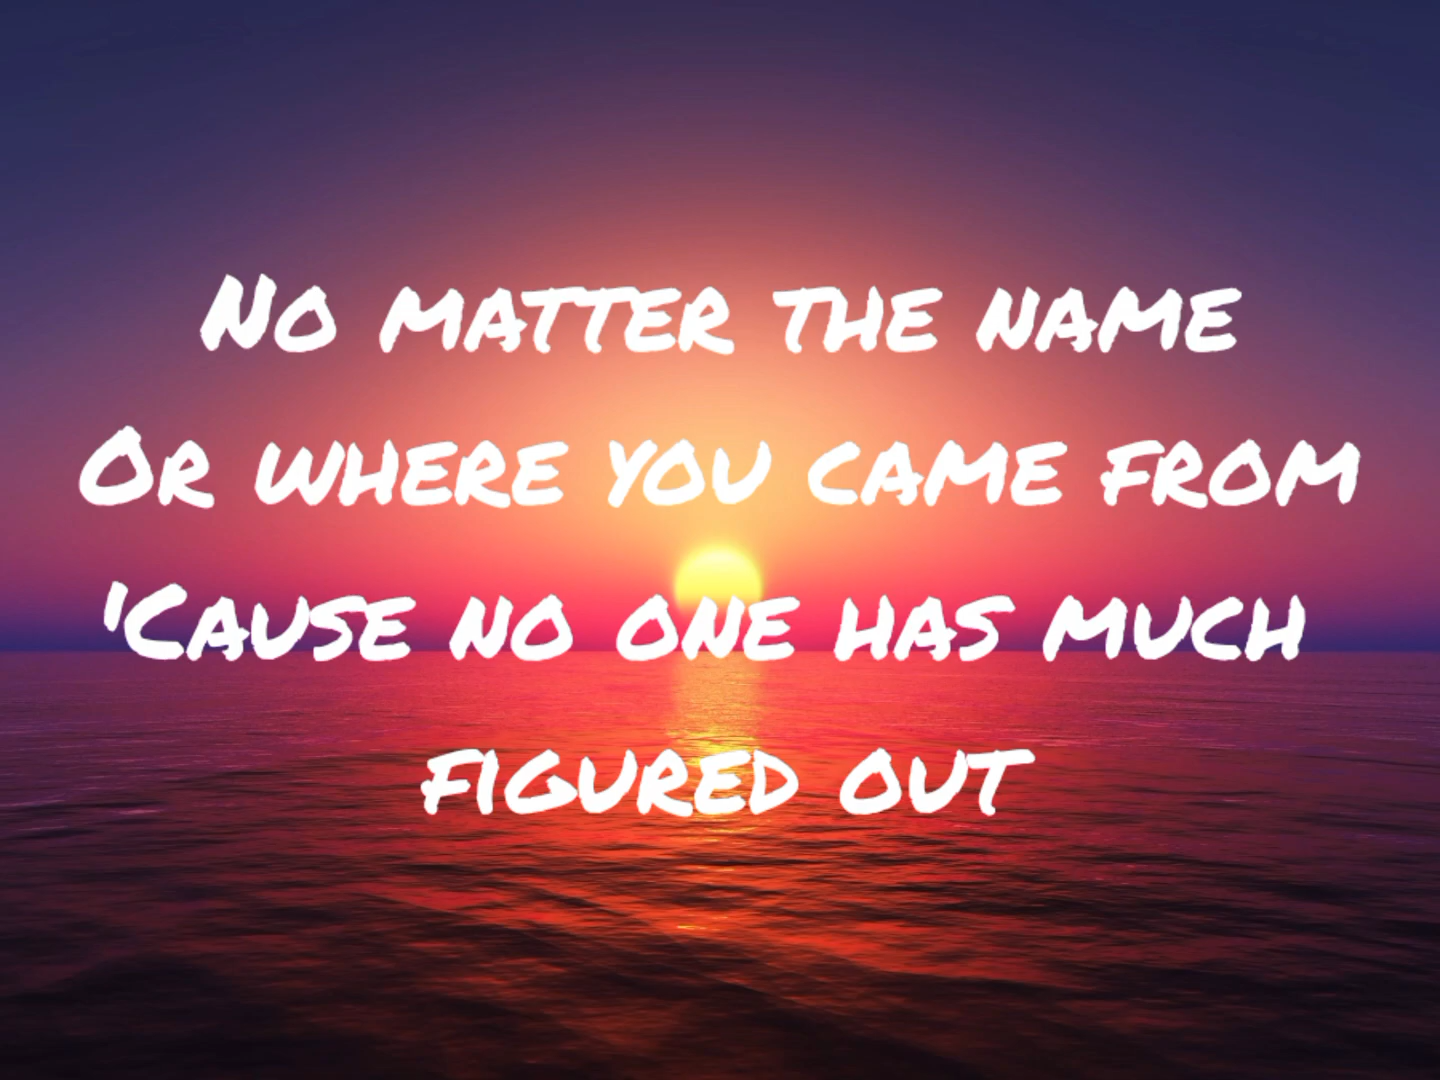 No matter the name
Or where you came from
'Cause no one has much
figured out